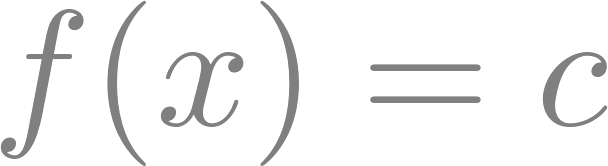 f(x) = c